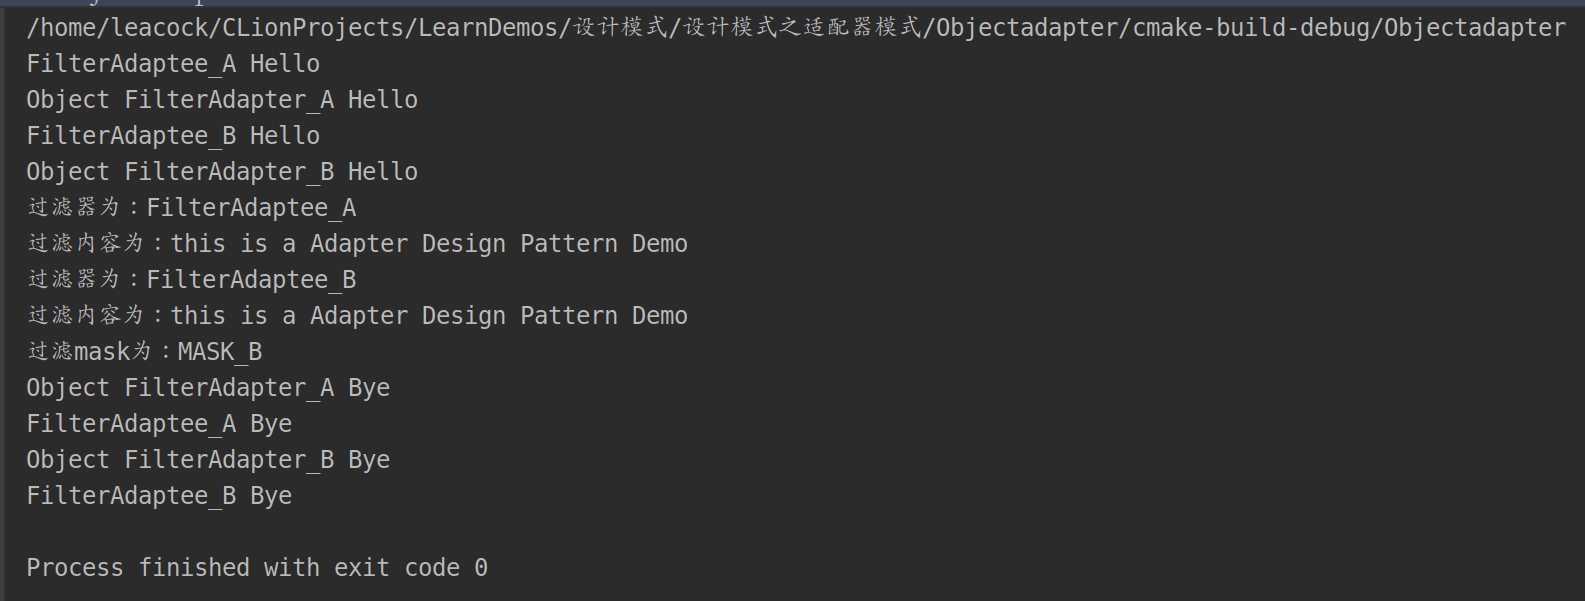 /home/leacock/CLionProjects/LearnDemos/设计模式/设计模式之适配器模式/Objectadapter/cmake-build-debug/Objectadapter
FilterAdaptee_A Hello
Object FilterAdapter_A Hello
FilterAdaptee_B Hello
Object FilterAdapter_B Hello
过滤器为：FilterAdaptee_A
过滤内容为：this is a Adapter Design Pattern Demo
过滤器为：FilterAdaptee_B
过滤内容为：this is a Adapter Design Pattern Demo
过滤mask为：MASK_B
Object FilterAdapter_A Bye
FilterAdaptee_A Bye
Object FilterAdapter_B Bye
FilterAdaptee_B Bye
Process finished with exit code 0